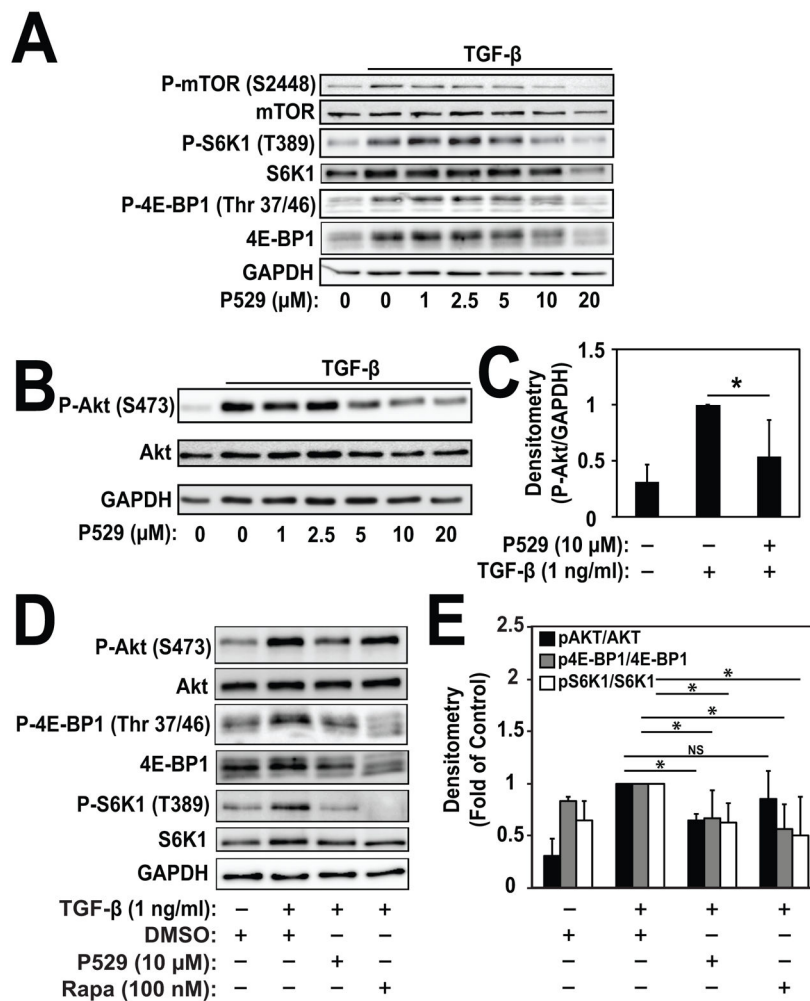 A
TGF-β
P-mTOR (S2448)
mTOR
P-S6K1 (T389)
S6K1
P-4E-BP1 (Thr 37/46)
4E-BP1
GAPDH
P529 (μM): 0 0 1 2.5 5 10 20
B
TGF-β
P-Akt (S473)
Akt
GAPDH
P529 (μM): 0 0 1 2.5 5 10 20
C
Densitometry
(P-Akt/GAPDH)
1.5
1
0.5
0
*
P529 (10 μM): – – +
TGF-β (1 ng/ml): – + +
D
P-Akt (S473)
Akt
P-4E-BP1 (Thr 37/46)
4E-BP1
P-S6K1 (T389)
S6K1
GAPDH
TGF-β (1 ng/ml): – + + +
DMSO: + + – –
P529 (10 μM): – – + –
Rapa (100 nM): – – – +
E
Densitometry
(Fold of Control)
2.5
2
1.5
1
0.5
0
pAKT/AKT
p4E-BP1/4E-BP1
pS6K1/S6K1
*
*
*
*
NS
*
– + + +
+ + – –
– – + –
– – – +